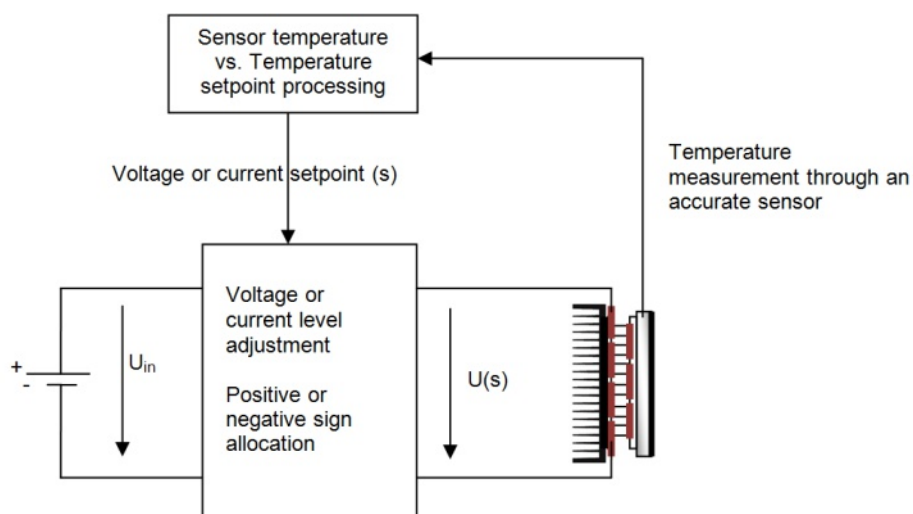 Sensor temperature
vs. Temperature
setpoint processing
Voltage or current setpoint (s)
Temperature
measurement through an
accurate sensor
Voltage or
current level
adjustment
Positive or
negative sign
allocation
+
-
Uin
U(s)